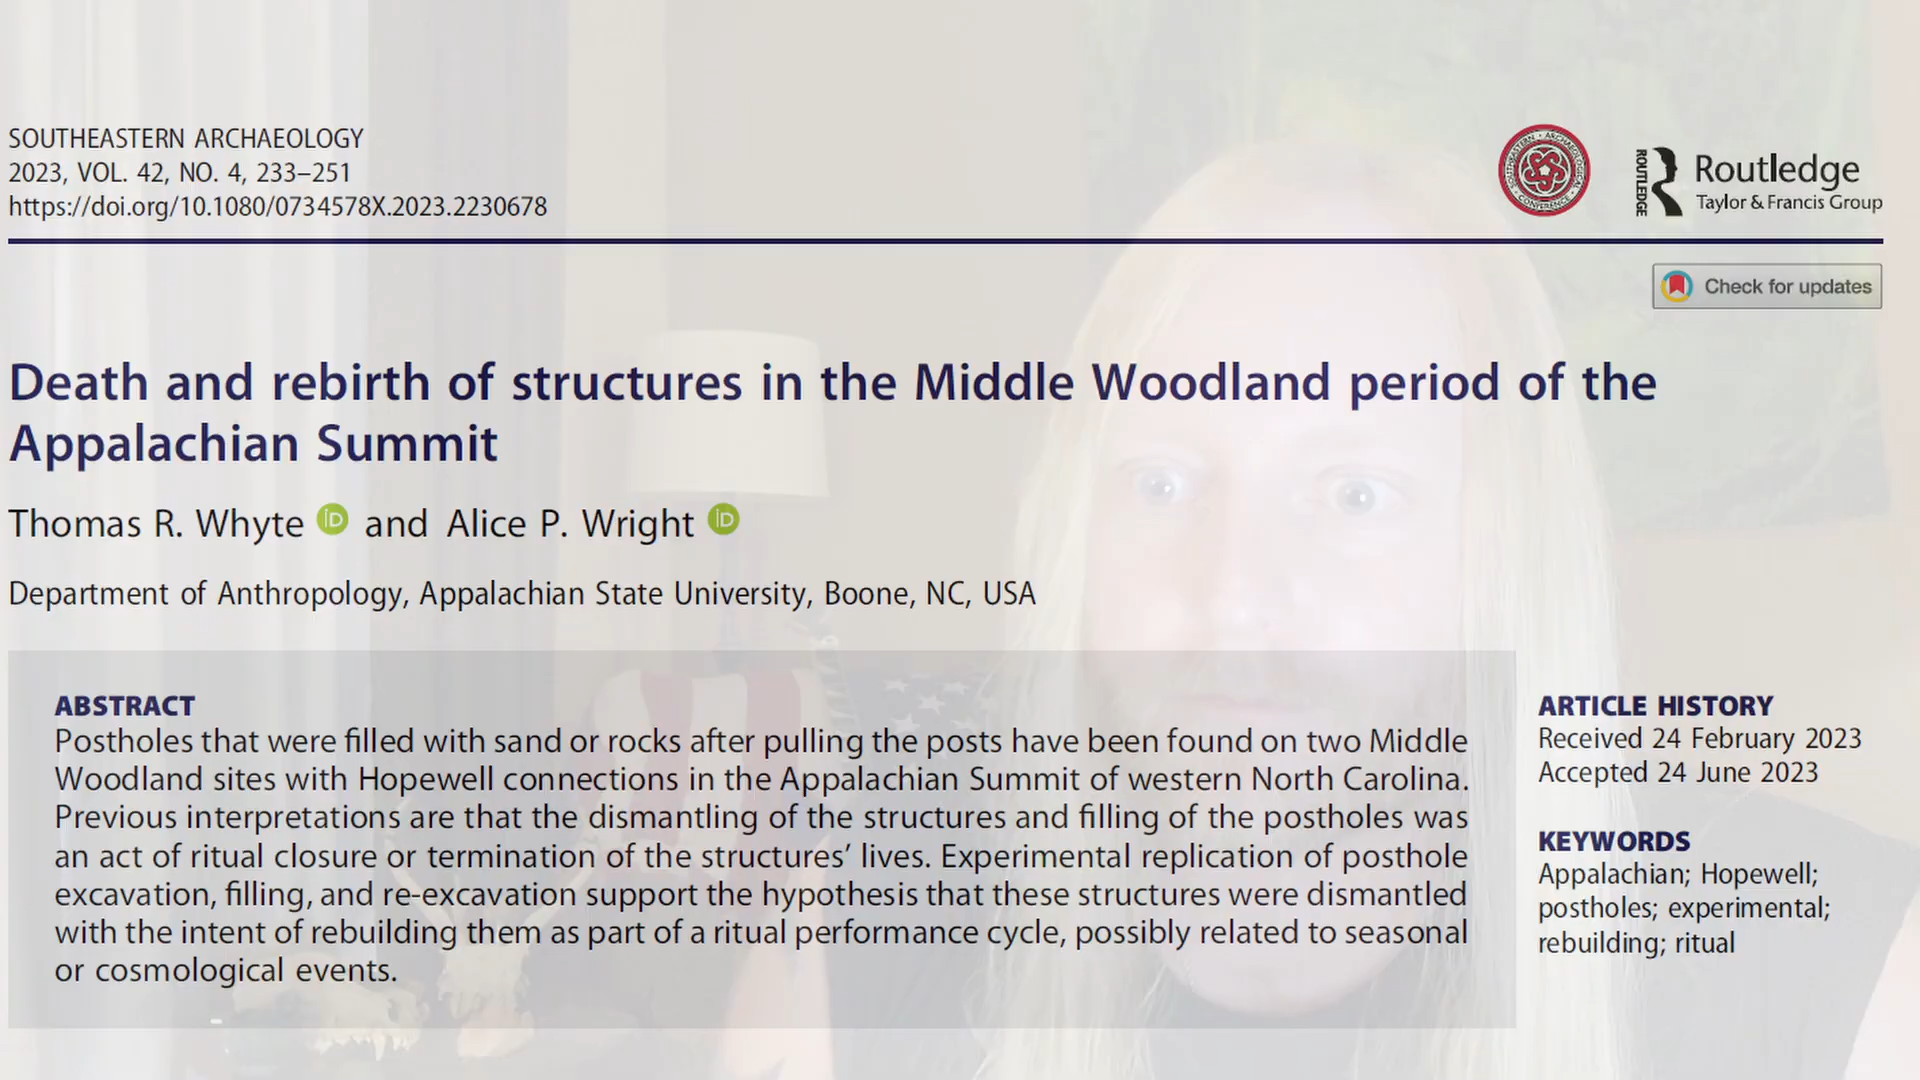 SOUTHEASTERN ARCHAEOLOGY
2023, VOL. 42, NO. 4, 233–251
https://doi.org/10.1080/0734578X.2023.2230678
SOUTHEASTERN • ARCHAEOLOGICAL • CONFERENCE
ROUTLEDGE
Routledge
Taylor & Francis Group
Check for updates
Death and rebirth of structures in the Middle Woodland period of the
Appalachian Summit
Thomas R. Whyte iD and Alice P. Wright iD
Department of Anthropology, Appalachian State University, Boone, NC, USA
ABSTRACT
Postholes that were filled with sand or rocks after pulling the posts have been found on two Middle
Woodland sites with Hopewell connections in the Appalachian Summit of western North Carolina.
Previous interpretations are that the dismantling of the structures and filling of the postholes was
an act of ritual closure or termination of the structures’ lives. Experimental replication of posthole
excavation, filling, and re-excavation support the hypothesis that these structures were dismantled
with the intent of rebuilding them as part of a ritual performance cycle, possibly related to seasonal
or cosmological events.
ARTICLE HISTORY
Received 24 February 2023
Accepted 24 June 2023
KEYWORDS
Appalachian; Hopewell;
postholes; experimental;
rebuilding; ritual